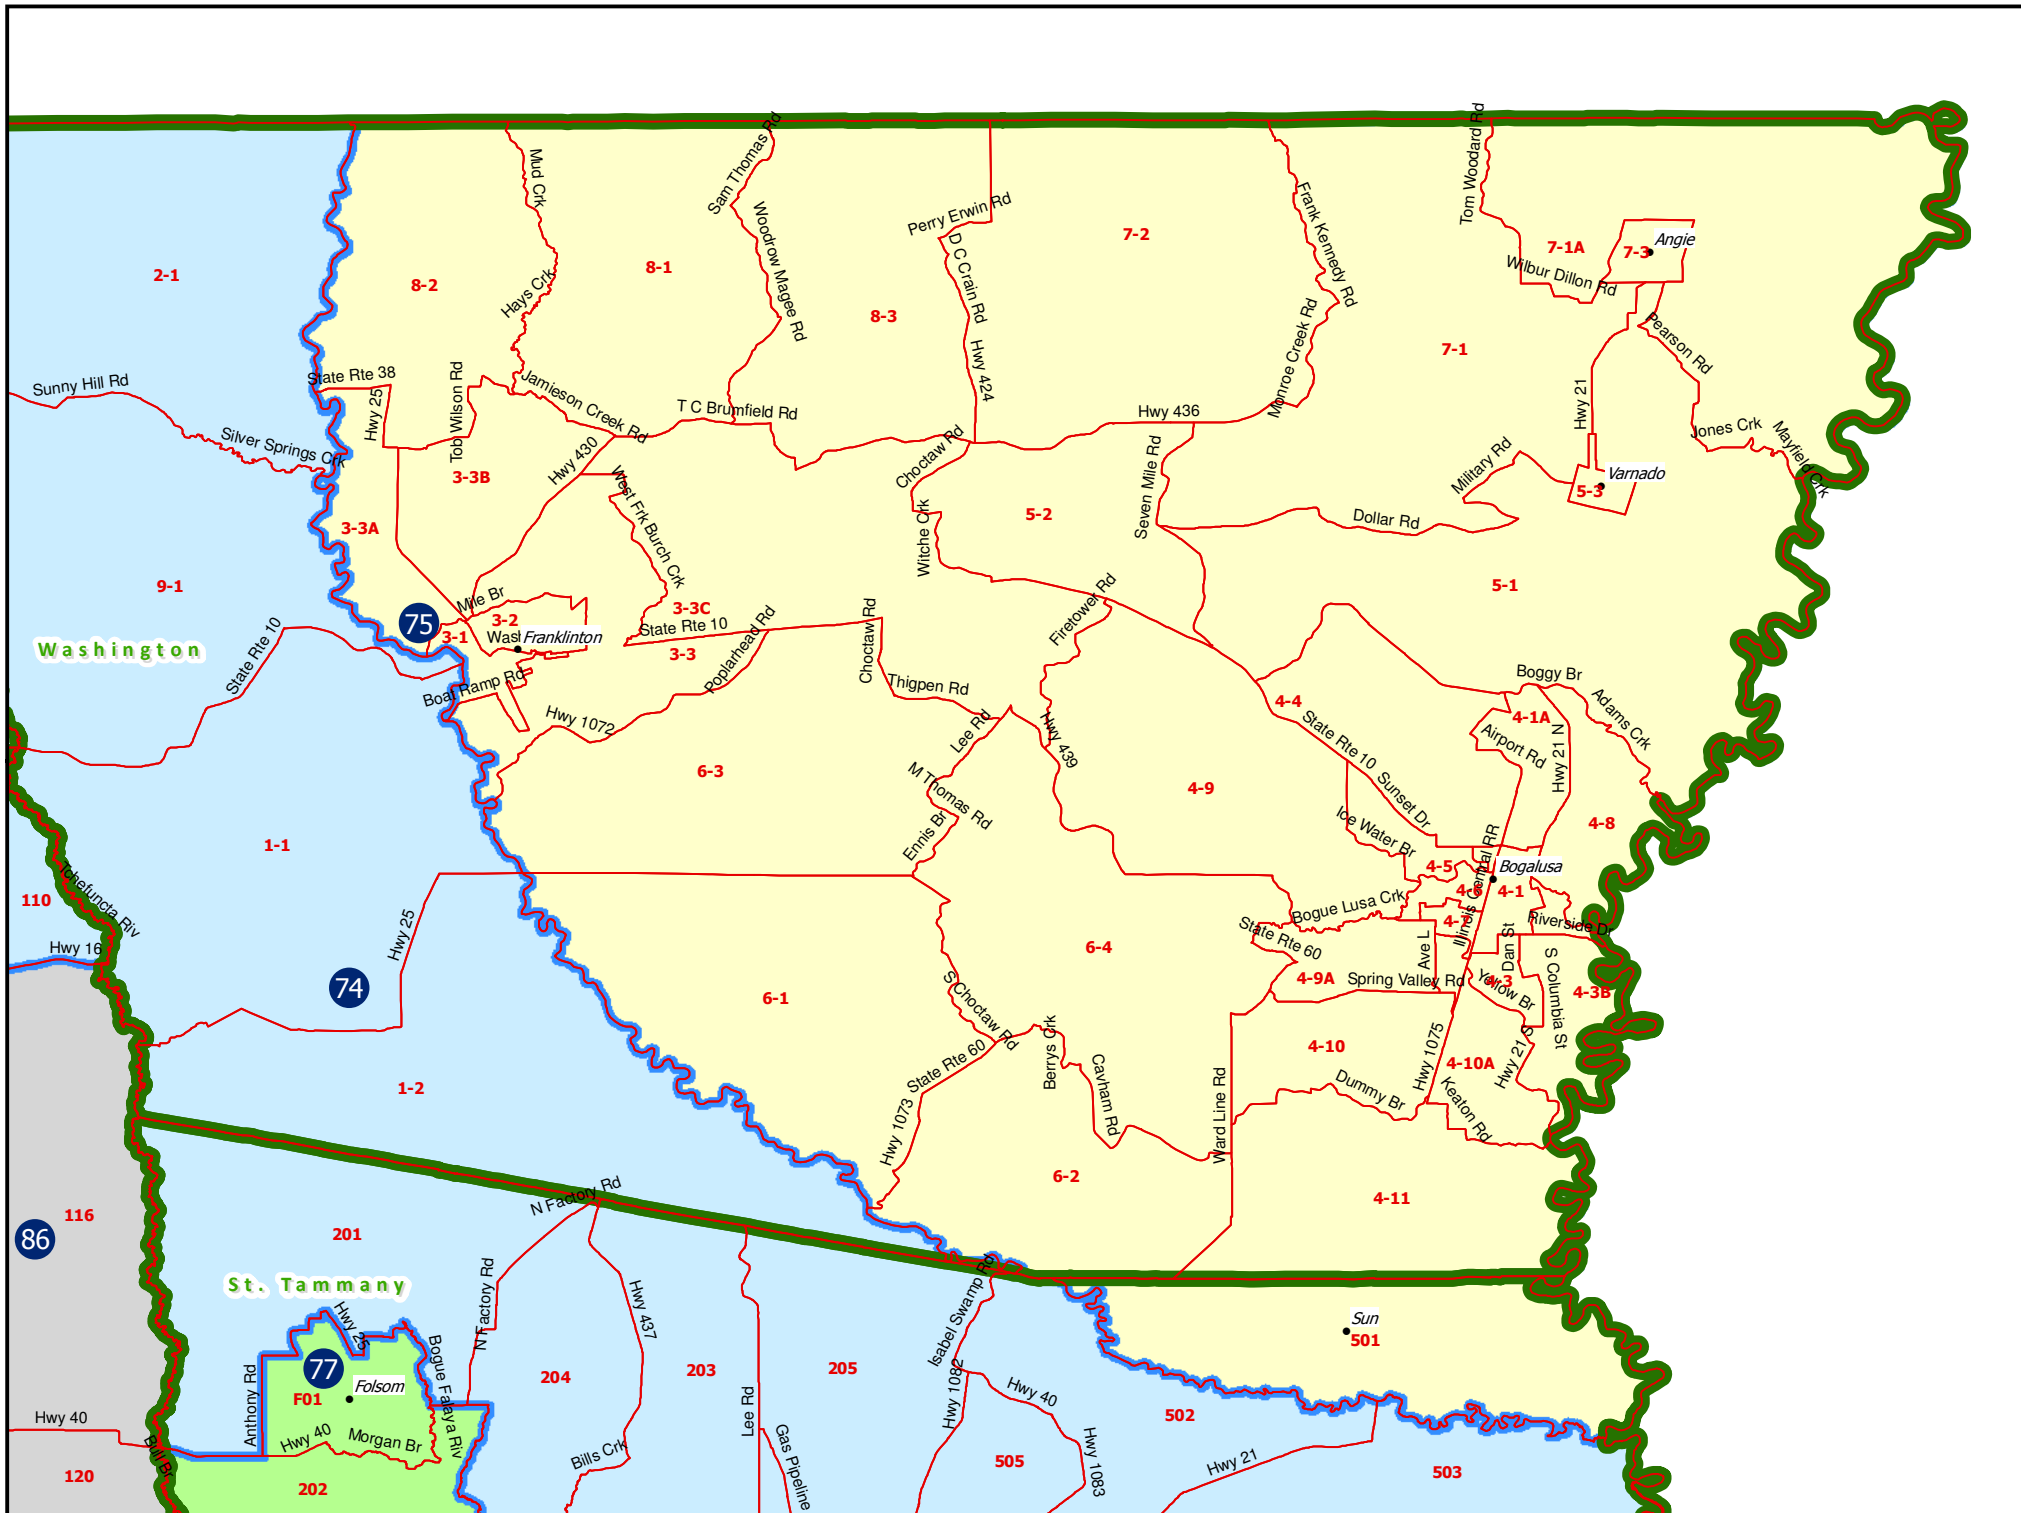 Tom Woodard Rd
Sam Thomas Rd
Mud Crk
Woodrow Magee Rd
Perry Erwin Rd
Frank Kennedy Rd
D C Crain Rd
7-2
7-1A
Angie
7-3
2-1
8-1
8-2
Hays Crk
Wilbur Dillon Rd
8-3
7-1
Monroe Creek Rd
Pearson Rd
State Rte 38
Sunny Hill Rd
Hwy 25
Tobi Wilson Rd
Jamieson Creek Rd
T C Brumfield Rd
Hwy 424
Hwy 436
Hwy 21
Jones Crk
Mayfield Crk
Silver Springs Crk
Hwy 430
Choctaw Rd
Seven Mile Rd
Military Rd
Varnado
3-3B
5-3
West Frk Burch Crk
3-3A
5-2
Dollar Rd
Witche Crk
9-1
5-1
Mile Br
3-3C
Firetower Rd
75
3-2
State Rte 10
3-1
Franklinton
Washington
State Rte 10
3-3
Poplarhead Rd
Choctaw Rd
Boat Ramp Rd
Thigpen Rd
Boggy Br
4-4
4-1A
Adams Crk
Hwy 1072
Lee Rd
Hwy 439
State Rte 10
Airport Rd
Hwy 21 N
6-3
M Thomas Rd
4-9
Sunset Dr
Ice Water Br
4-8
1-1
Ennis Br
Illinois Central RR
4-5
Bogalusa
Tchefuncta Riv
110
4-1
Bogue Lusa Crk
Hwy 25
State Rte 60
Riverside Dr
Hwy 16
6-4
Ave L
Dan St
S Columbia St
74
6-1
4-9A
Spring Valley Rd
4-3
Yellow Br
4-3B
S Choctaw Rd
Berrys Crk
4-10
Hwy 1075
4-10A
Hwy 21 S
State Rte 60
1-2
Cavham Rd
Ward Line Rd
Dummy Br
Keaton Rd
Hwy 1073
6-2
4-11
N Factory Rd
116
86
201
St. Tammany
N Factory Rd
Hwy 437
Isabel Swamp Rd
Sun
501
Hwy 25
77
Bogue Falaya Riv
F01
Folsom
204
203
205
Anthony Rd
Hwy 1082
Hwy 40
Hwy 40
Lee Rd
502
Hwy 40
Morgan Br
Bull Br
Bills Crk
Gas Pipeline
505
Hwy 1083
Hwy 21
503
120
202